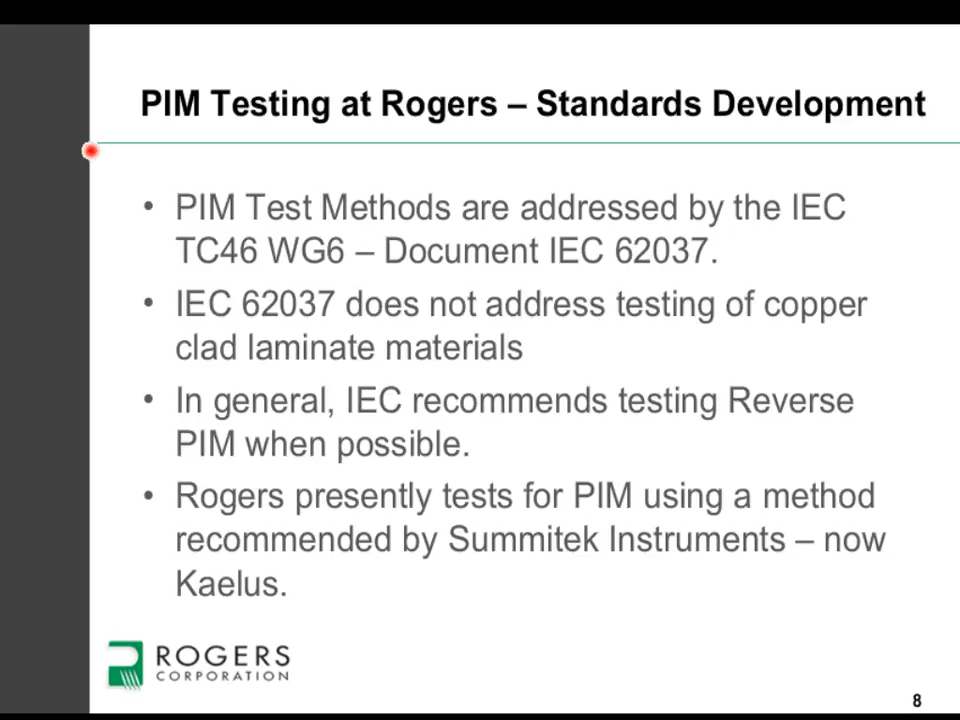 PIM Testing at Rogers – Standards Development
• PIM Test Methods are addressed by the IEC
TC46 WG6 – Document IEC 62037.
• IEC 62037 does not address testing of copper
clad laminate materials
• In general, IEC recommends testing Reverse
PIM when possible.
• Rogers presently tests for PIM using a method
recommended by Summitek Instruments – now
Kaelus.
ROGERS
CORPORATION
8